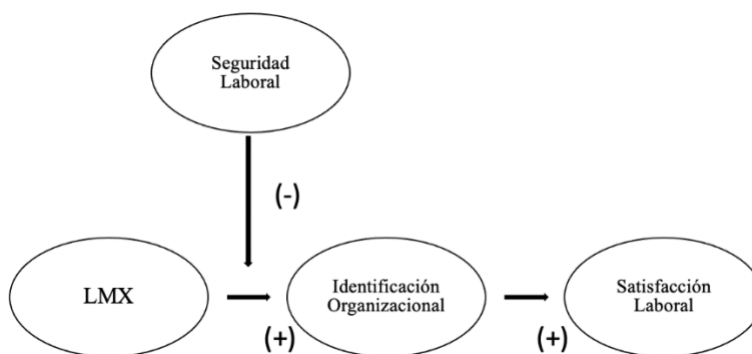 Seguridad
Laboral
(-)
LMX
(+)
Identificación
Organizacional
(+)
Satisfacción
Laboral